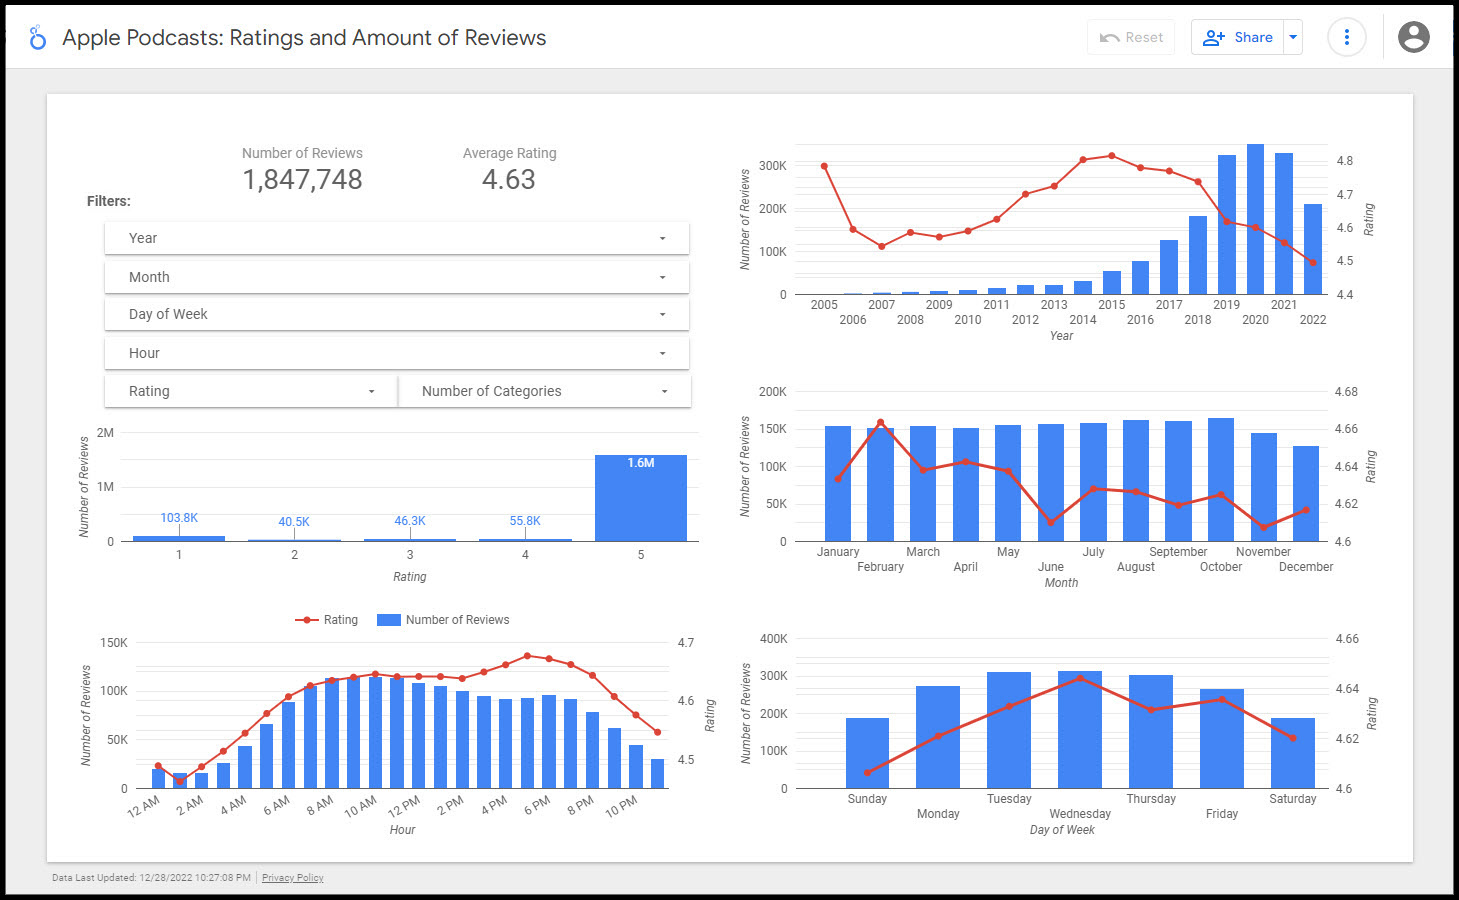 Apple Podcasts: Ratings and Amount of Reviews
Reset
Share
Number of Reviews
1,847,748
Average Rating
4.63
Filters:
Year
Month
Day of Week
Hour
Rating
Number of Categories
Number of Reviews
2M
1M
0
103.8K
40.5K
46.3K
55.8K
1.6M
1
2
3
4
5
Rating
Rating
Number of Reviews
Number of Reviews
150K
100K
50K
0
4.7
4.6
4.5
Rating
12 AM
2 AM
4 AM
6 AM
8 AM
10 AM
12 PM
2 PM
4 PM
6 PM
8 PM
10 PM
Hour
Number of Reviews
300K
200K
100K
0
4.8
4.7
4.6
4.5
4.4
Rating
2005
2006
2007
2008
2009
2010
2011
2012
2013
2014
2015
2016
2017
2018
2019
2020
2021
2022
Year
Number of Reviews
200K
150K
100K
50K
0
4.68
4.66
4.64
4.62
4.6
Rating
January
February
March
April
May
June
July
August
September
October
November
December
Month
Number of Reviews
400K
300K
200K
100K
0
4.66
4.64
4.62
4.6
Rating
Sunday
Monday
Tuesday
Wednesday
Thursday
Friday
Saturday
Day of Week
Data Last Updated: 12/28/2022 10:27:08 PM
Privacy Policy